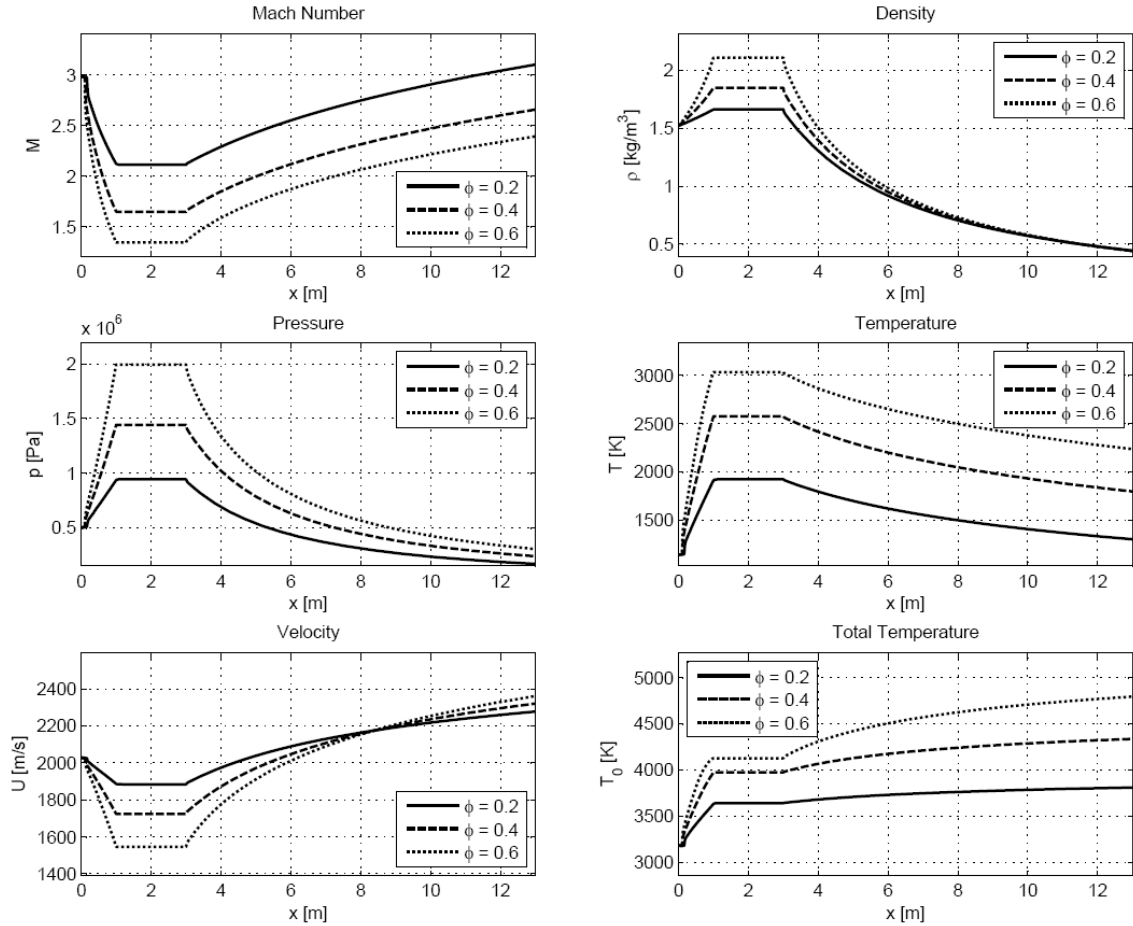 Mach Number
3
2.5
2
1.5
M
ϕ = 0.2
ϕ = 0.4
ϕ = 0.6
0 2 4 6 8 10 12
x [m]
Density
2
1.5
1
0.5
ρ [kg/m³]
ϕ = 0.2
ϕ = 0.4
ϕ = 0.6
0 2 4 6 8 10 12
x [m]
x 10⁶
Pressure
2
1.5
1
0.5
p [Pa]
ϕ = 0.2
ϕ = 0.4
ϕ = 0.6
0 2 4 6 8 10 12
x [m]
Temperature
3000
2500
2000
1500
T [K]
ϕ = 0.2
ϕ = 0.4
ϕ = 0.6
0 2 4 6 8 10 12
x [m]
Velocity
2400
2200
2000
1800
1600
1400
U [m/s]
ϕ = 0.2
ϕ = 0.4
ϕ = 0.6
0 2 4 6 8 10 12
x [m]
Total Temperature
5000
4500
4000
3500
3000
T₀ [K]
ϕ = 0.2
ϕ = 0.4
ϕ = 0.6
0 2 4 6 8 10 12
x [m]